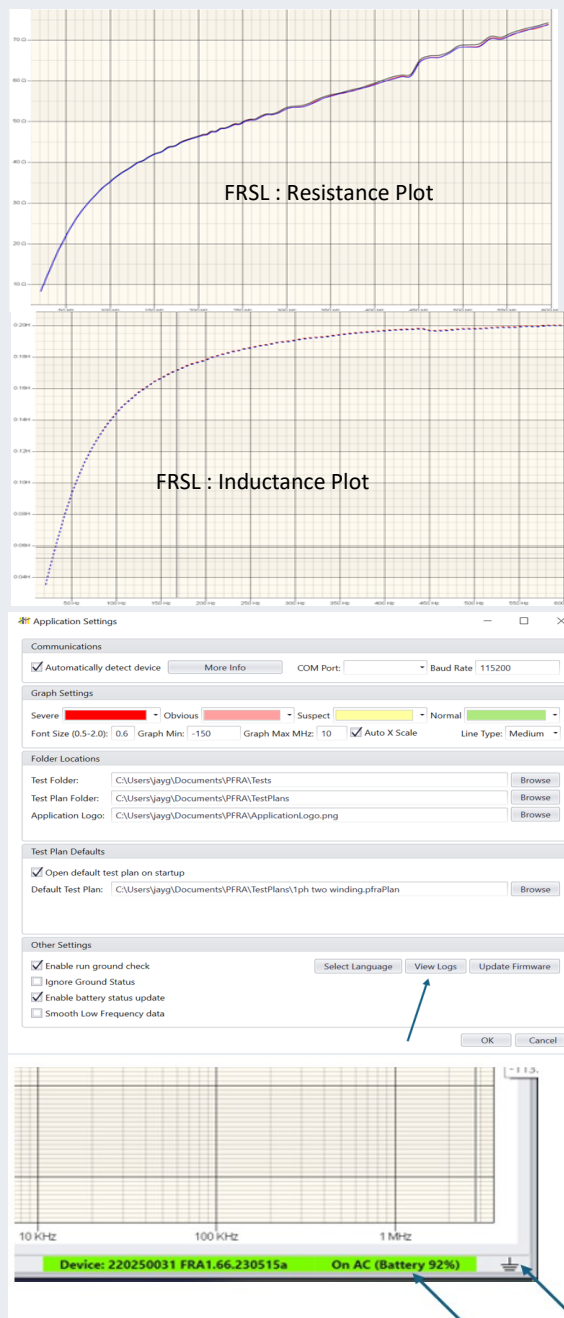 70 Ω
60 Ω
50 Ω
40 Ω
30 Ω
20 Ω
10 Ω
FRSL : Resistance Plot
0.20H
0.18H
0.16H
0.14H
0.12H
0.10H
0.08H
0.06H
0.04H
FRSL : Inductance Plot
50 Hz 100 Hz 150 Hz 200 Hz 250 Hz 300 Hz 350 Hz 400 Hz 450 Hz 500 Hz 550 Hz
Application Settings
Communications
Automatically detect device More Info COM Port: Baud Rate 115200
Graph Settings
Severe Obvious Suspect Normal
Font Size (0.5-2.0): 0.6 Graph Min: -150 Graph Max MHz: 10 Auto X Scale Line Type: Medium
Folder Locations
Test Folder: C:\Users\jayg\Documents\PFRA\Tests Browse
Test Plan Folder: C:\Users\jayg\Documents\PFRA\TestPlans Browse
Application Logo: C:\Users\jayg\Documents\PFRA\ApplicationLogo.png
Test Plan Defaults
Open default test plan on startup
Default Test Plan: C:\Users\jayg\Documents\PFRA\TestPlans\1ph two winding.pfraPlan Browse
Other Settings
Enable run ground check Select Language View Logs Update Firmware
Ignore Ground Status
Enable battery status update
Smooth Low Frequency data
OK Cancel
-113.
10 KHz 100 KHz 1 MHz
Device: 220250031 FRA1.66.230515a On AC (Battery 92%)